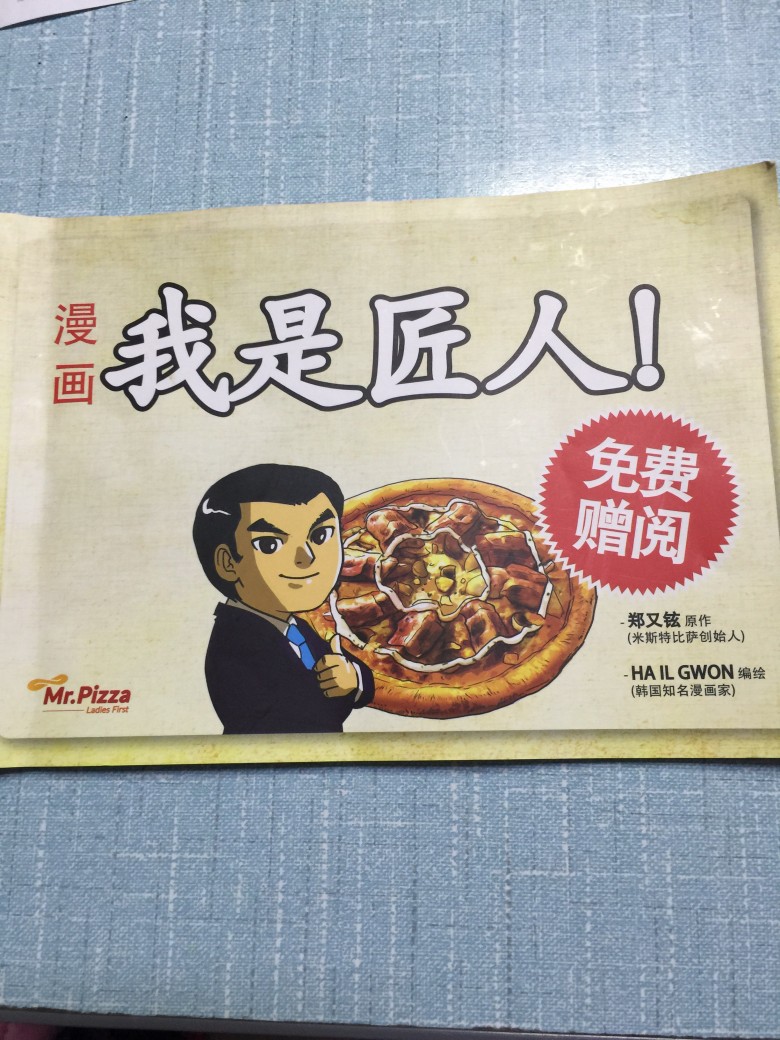 漫画
我是匠人!
免费
赠阅
- 郑又铉 原作
(米斯特比萨创始人)
- HA IL GWON 编绘
(韩国知名漫画家)
Mr.Pizza
Ladies First